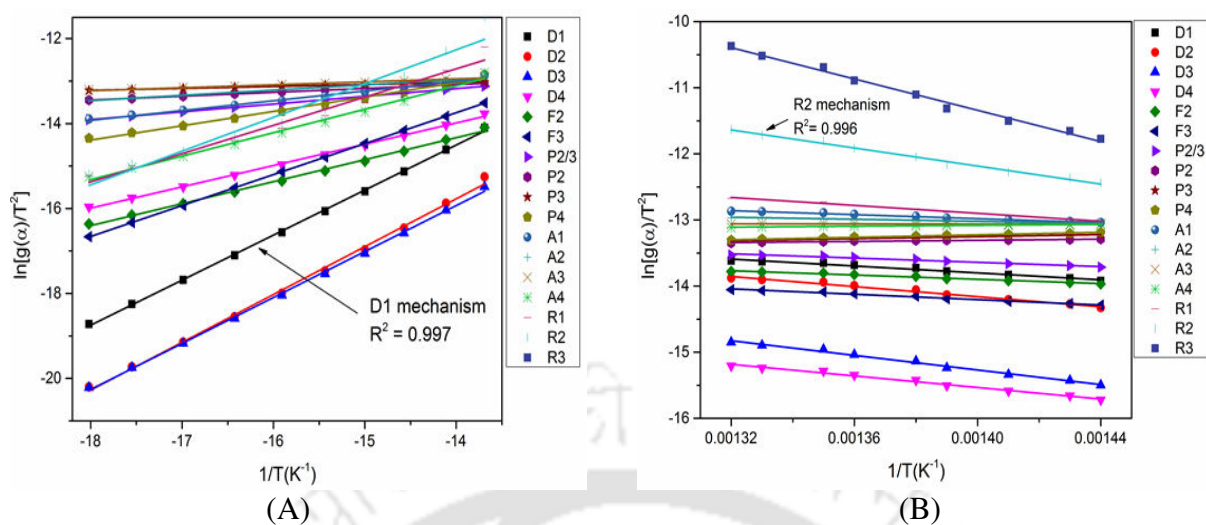 -12
-14
-16
-18
-20
ln[g(α)/T²]
-18
-17
-16
-15
-14
1/T(K⁻¹)
D1 mechanism
R² = 0.997
D1
D2
D3
D4
F2
F3
P2/3
P2
P3
P4
A1
A2
A3
A4
R1
R2
R3
(A)
-10
-11
-12
-13
-14
-15
-16
ln[g(α)/T²]
0.00132
0.00136
0.00140
0.00144
1/T(K⁻¹)
R2 mechanism
R²= 0.996
D1
D2
D3
D4
F2
F3
P2/3
P2
P3
P4
A1
A2
A3
A4
R1
R2
R3
(B)